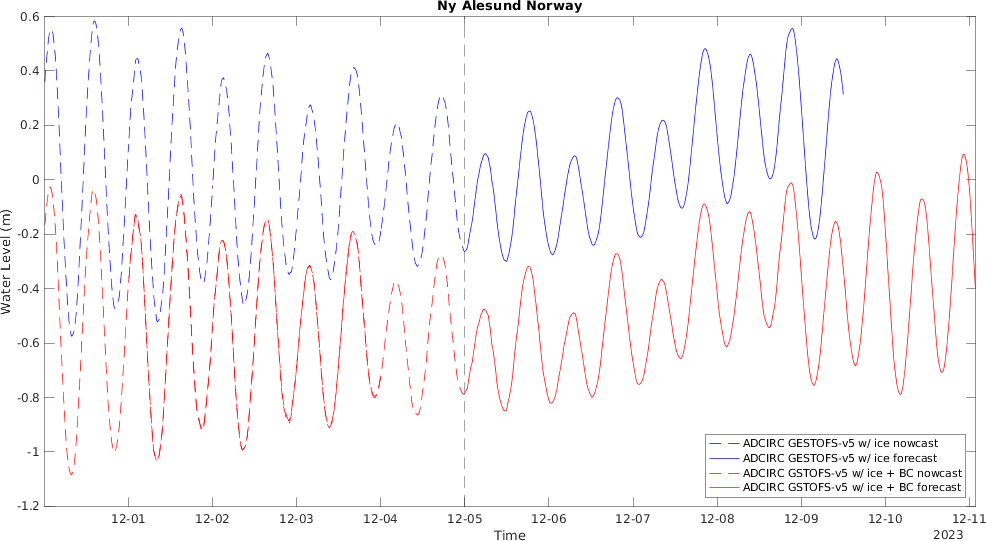 Ny Alesund Norway
0.6
0.4
0.2
0
-0.2
-0.4
-0.6
-0.8
-1
-1.2
Water Level (m)
ADCIRC GESTOFS-v5 w/ ice nowcast
ADCIRC GESTOFS-v5 w/ ice forecast
ADCIRC GSTOFS-v5 w/ ice + BC nowcast
ADCIRC GSTOFS-v5 w/ ice + BC forecast
12-01 12-02 12-03 12-04 12-05 12-06 12-07 12-08 12-09 12-10 12-11
Time
2023